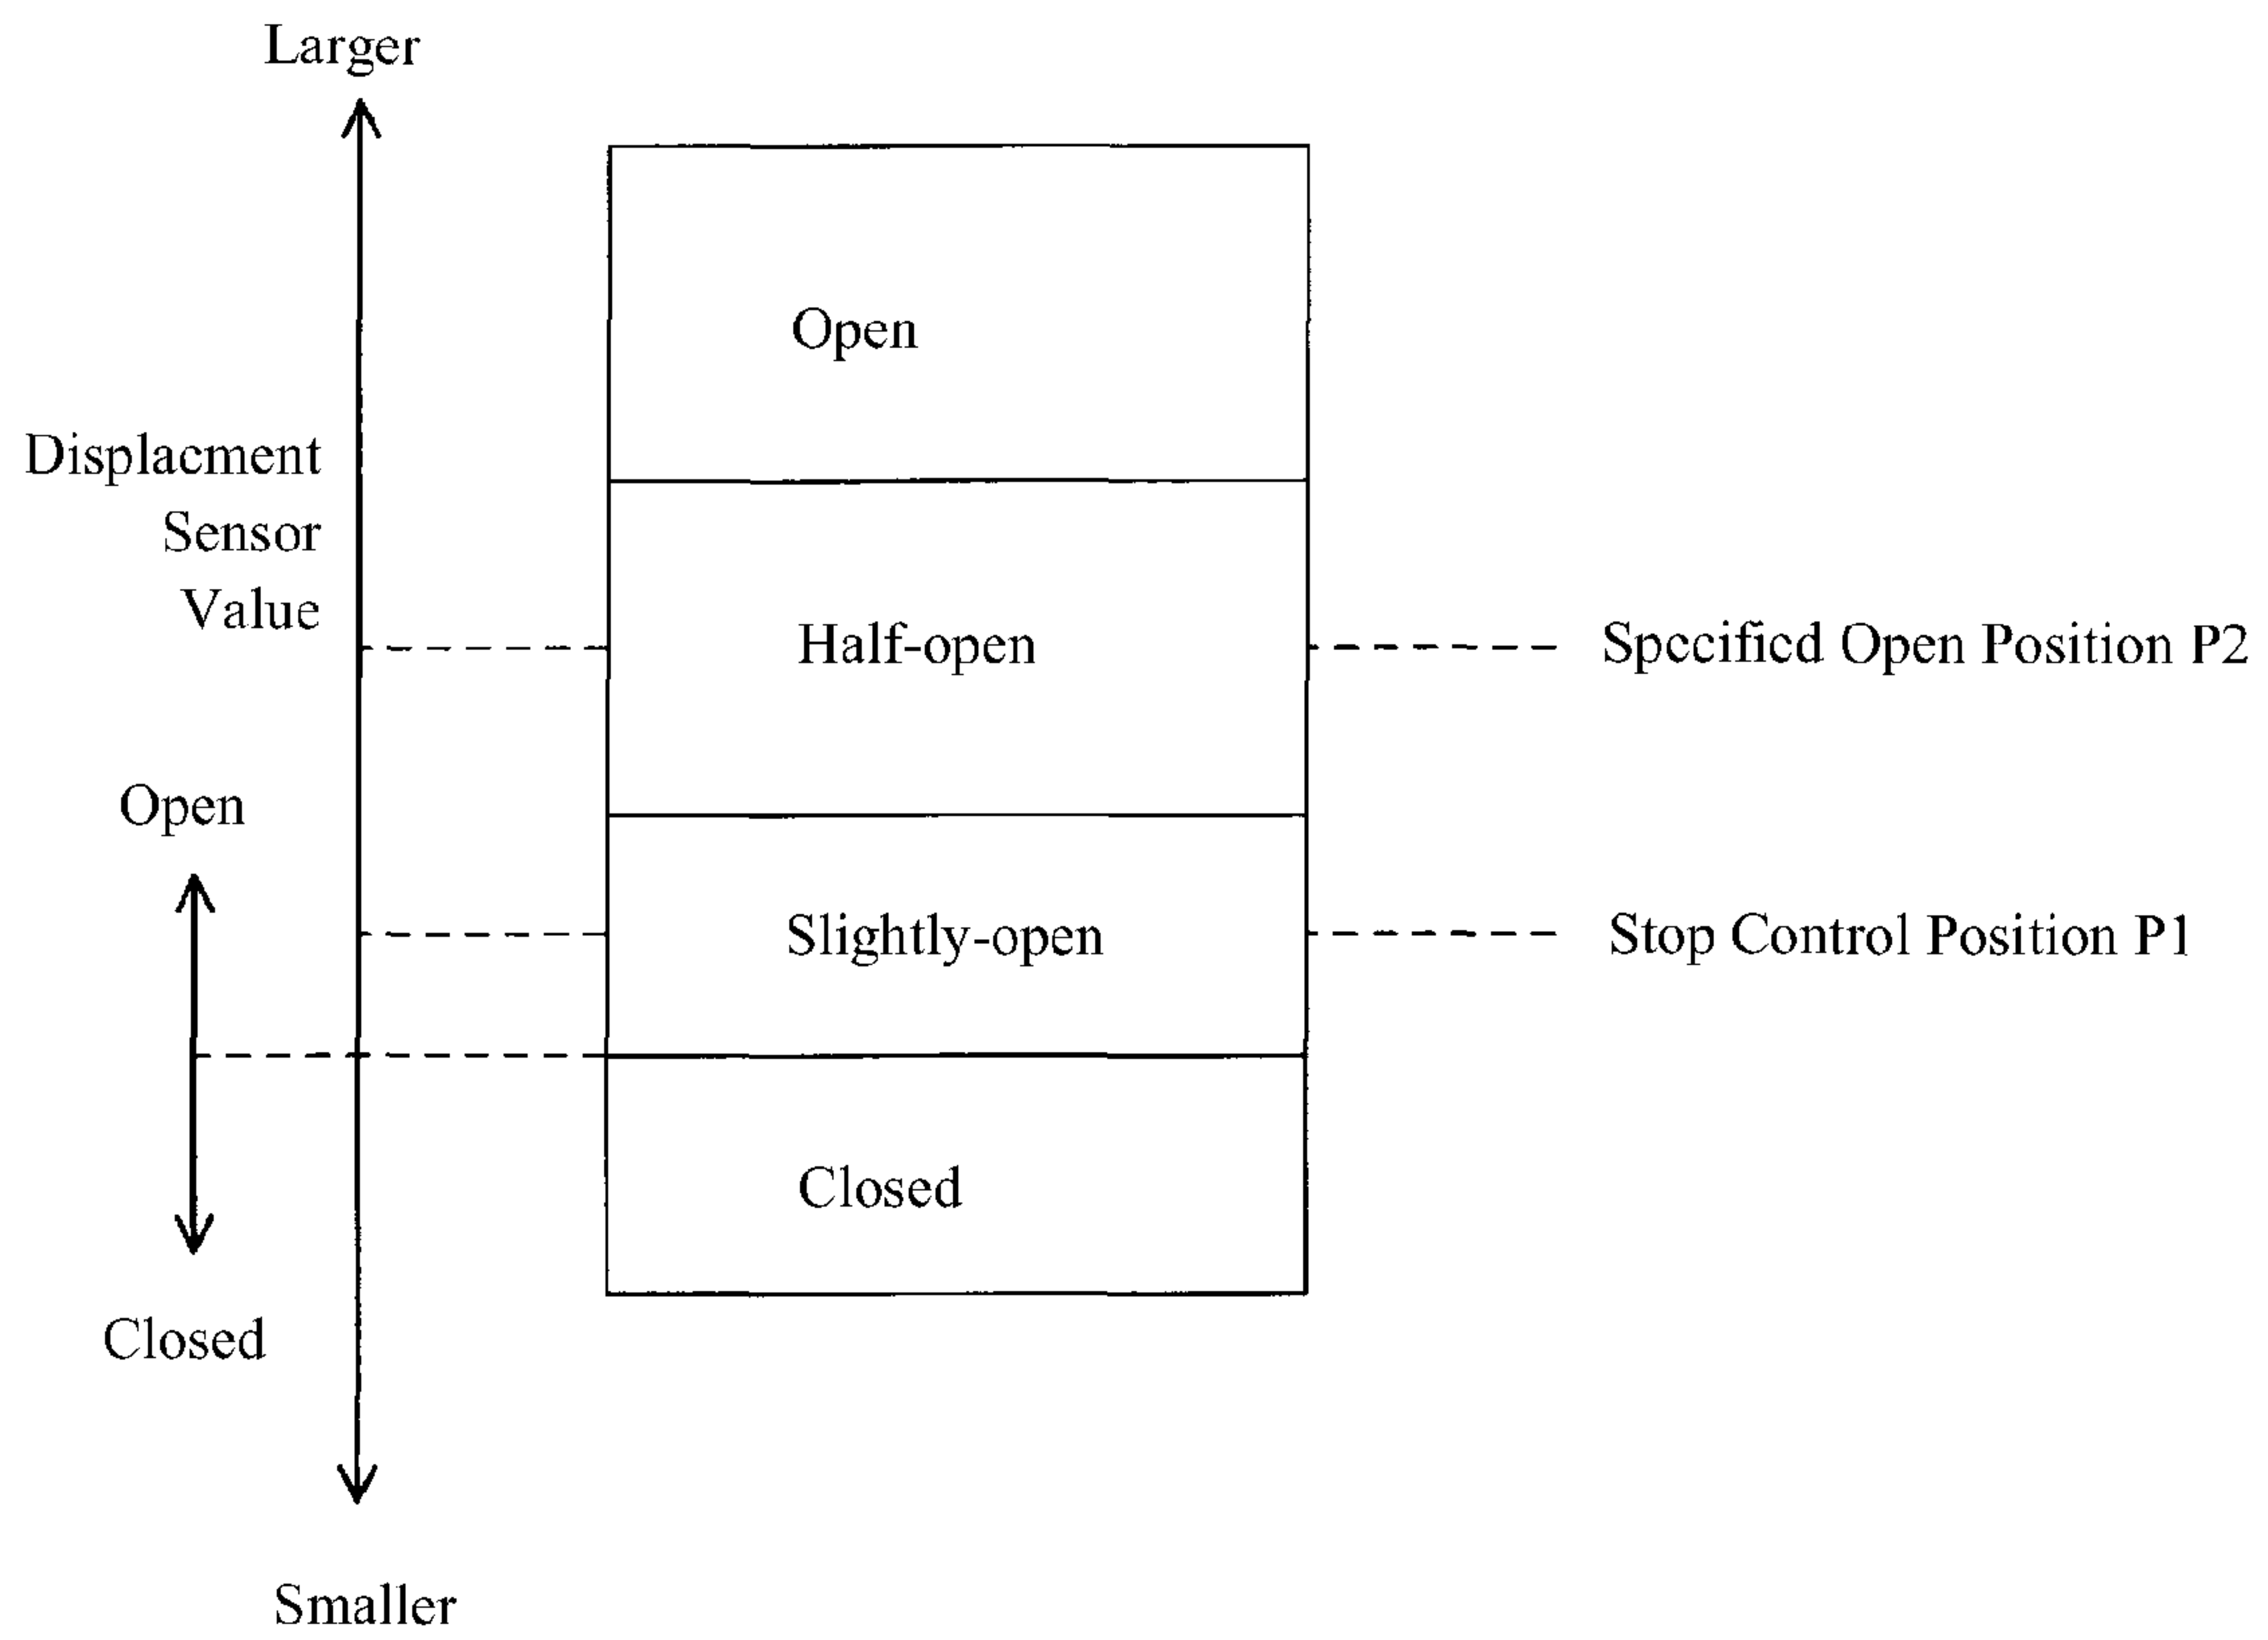 Larger
Open
Displacment
Sensor
Value
Half-open
Specified Open Position P2
Open
Slightly-open
Stop Control Position P1
Closed
Closed
Smaller